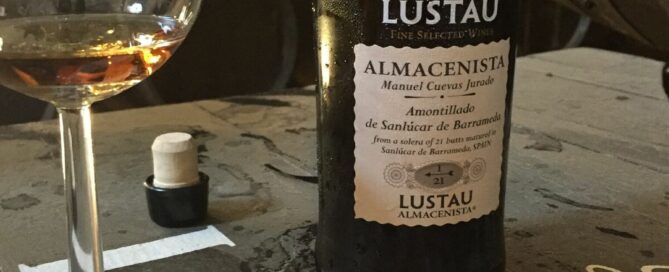 LUSTAU
FINE SELECTED WINES
ALMACENISTA
Manuel Cuevas Jurado
Amontillado
de Sanlúcar de Barrameda
from a solera of 21 butts matured in
Sanlúcar de Barrameda, SPAIN
1
21
LUSTAU
ALMACENISTA®